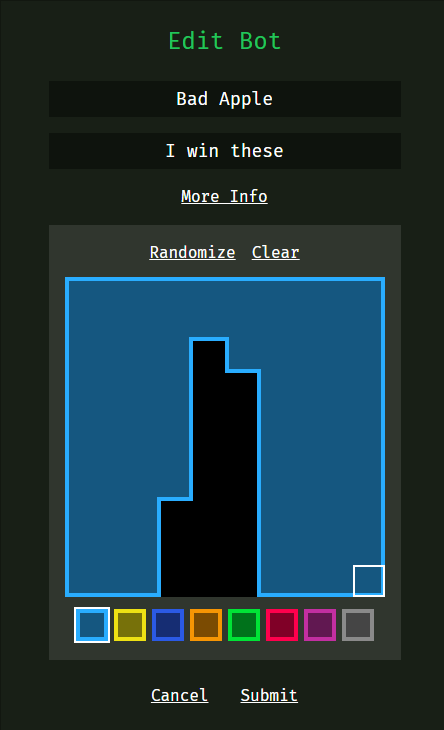 Edit Bot
Bad Apple
I win these
More Info
Randomize Clear
Cancel Submit